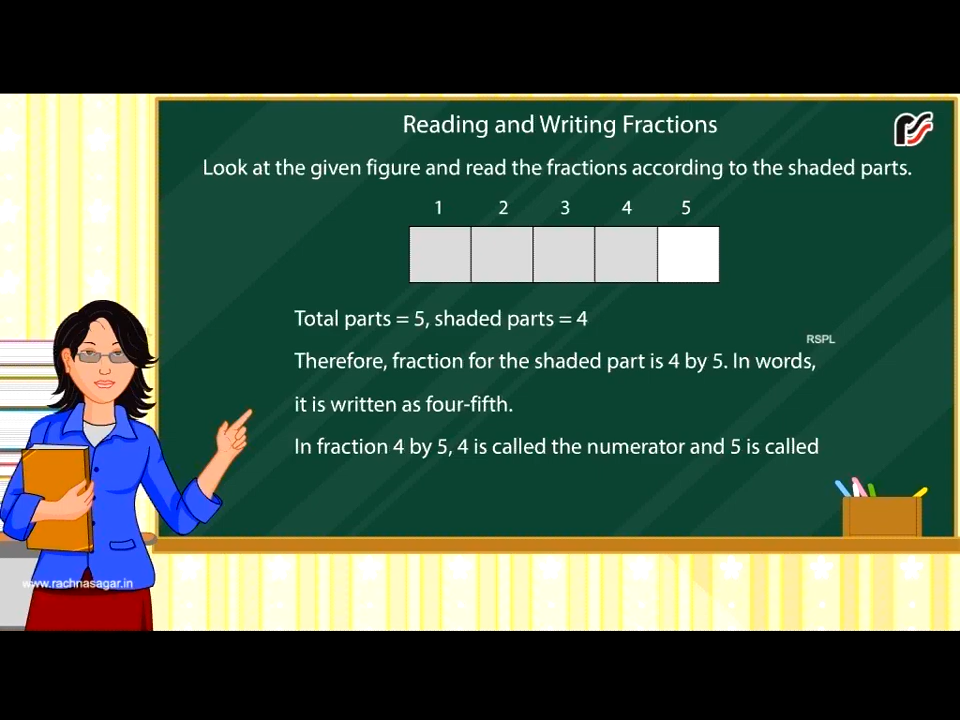 Reading and Writing Fractions
Look at the given figure and read the fractions according to the shaded parts.
1 2 3 4 5
Total parts = 5, shaded parts = 4
RSPL
Therefore, fraction for the shaded part is 4 by 5. In words,
it is written as four-fifth.
In fraction 4 by 5, 4 is called the numerator and 5 is called
www.rachnasagar.in